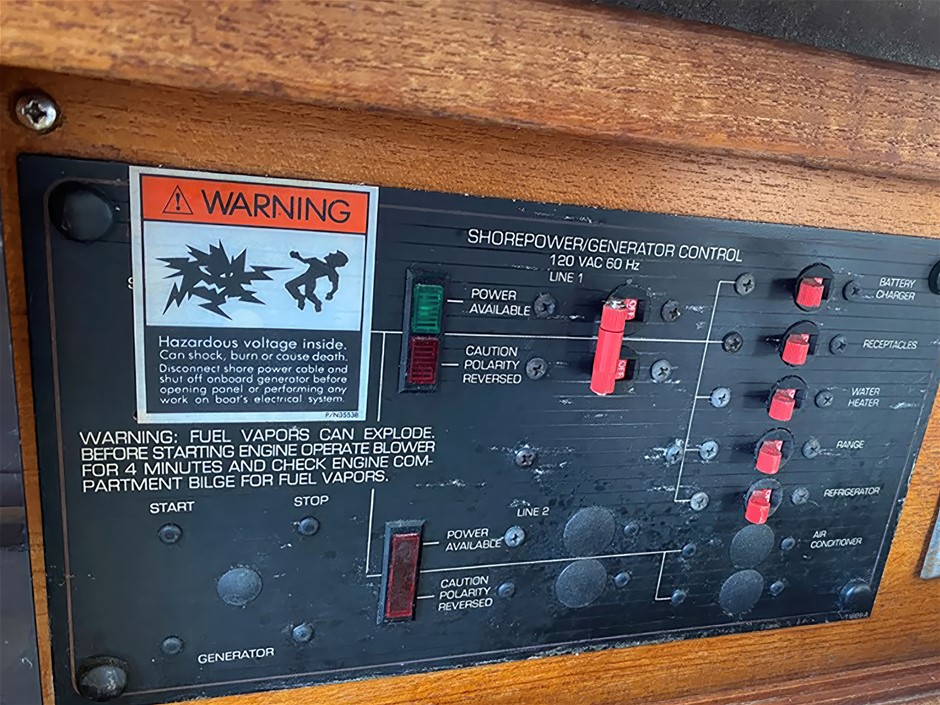 WARNING
Hazardous voltage inside.
Can shock, burn or cause death.
Disconnect shore power cable and
shut off onboard generator before
opening panel or performing any
work on boat's electrical system.
P/N35538
WARNING: FUEL VAPORS CAN EXPLODE.
BEFORE STARTING ENGINE OPERATE BLOWER
FOR 4 MINUTES AND CHECK ENGINE COM-
PARTMENT BILGE FOR FUEL VAPORS.
START
STOP
GENERATOR
SHOREPOWER/GENERATOR CONTROL
120 VAC 60 Hz
LINE 1
POWER
AVAILABLE
CAUTION
POLARITY
REVERSED
OFF
OFF
BATTERY
CHARGER
RECEPTACLES
WATER
HEATER
RANGE
REFRIGERATOR
LINE 2
POWER
AVAILABLE
CAUTION
POLARITY
REVERSED
AIR
CONDITIONER